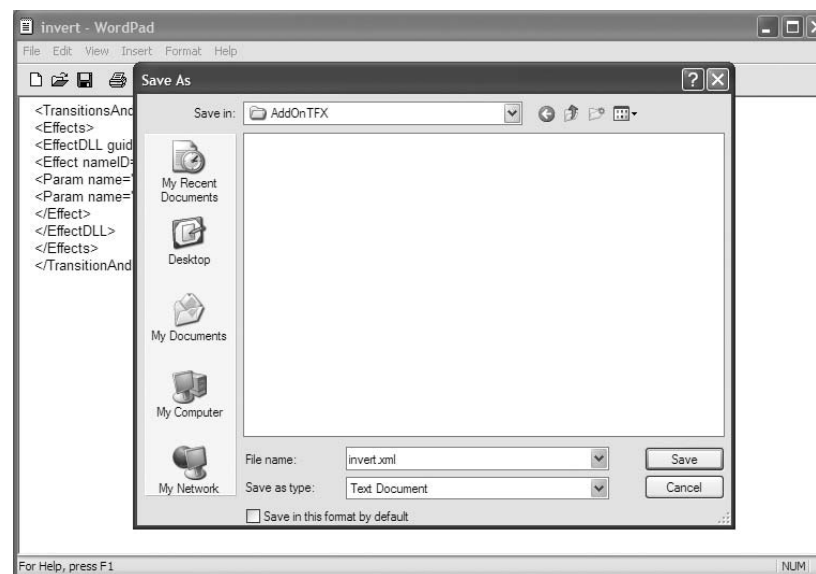 invert - WordPad
File Edit View Insert Format Help
Save As
Save in: AddOnTFX
<TransitionsAnd
<Effects>
<EffectDLL guid
<Effect nameID=
<Param name="
<Param name="
</Effect>
</EffectDLL>
</Effects>
</TransitionAnd
My Recent
Documents
Desktop
My Documents
My Computer
My Network
File name: invert.xml
Save
Save as type: Text Document
Cancel
Save in this format by default
For Help, press F1
NUM